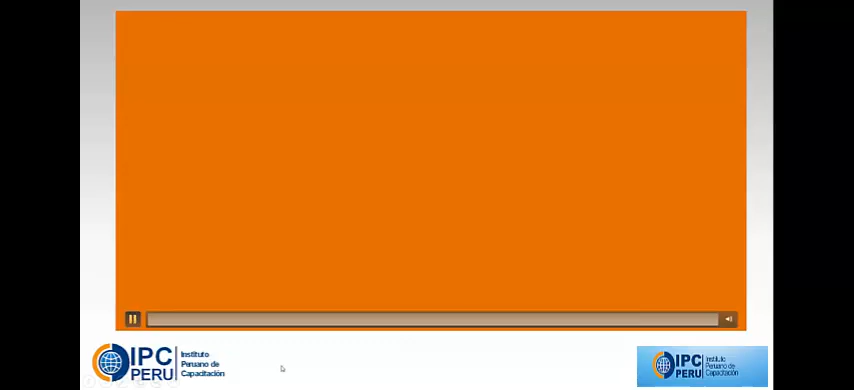 IPC
PERU
Instituto
Peruano de
Capacitación
IPC
PERU
Instituto
Peruano de
Capacitación